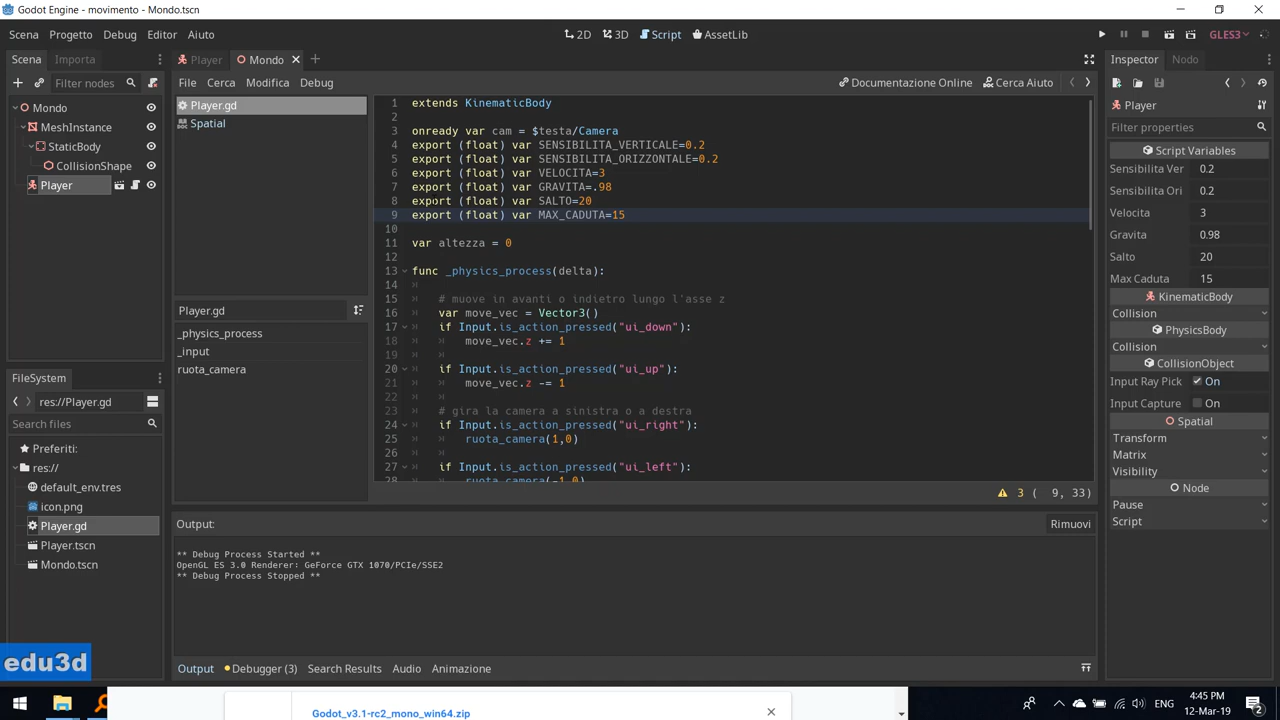 Godot Engine - movimento - Mondo.tscn
Scena Progetto Debug Editor Aiuto
2D 3D Script AssetLib
GLES3
Scena Importa
Player Mondo
Inspector Nodo
Filter nodes
File Cerca Modifica Debug
Documentazione Online Cerca Aiuto
Mondo
MeshInstance
StaticBody
CollisionShape
Player
Player.gd
Spatial
Player.gd
_physics_process
_input
ruota_camera
1 extends KinematicBody
2
3 onready var cam = $testa/Camera
4 export (float) var SENSIBILITA_VERTICALE=0.2
5 export (float) var SENSIBILITA_ORIZZONTALE=0.2
6 export (float) var VELOCITA=3
7 export (float) var GRAVITA=.98
8 export (float) var SALTO=20
9 export (float) var MAX_CADUTA=15
10
11 var altezza = 0
12
13 func _physics_process(delta):
14
15 # muove in avanti o indietro lungo l'asse z
16 var move_vec = Vector3()
17 if Input.is_action_pressed("ui_down"):
18 move_vec.z += 1
19
20 if Input.is_action_pressed("ui_up"):
21 move_vec.z -= 1
22
23 # gira la camera a sinistra o a destra
24 if Input.is_action_pressed("ui_right"):
25 ruota_camera(1,0)
26
27 if Input.is_action_pressed("ui_left"):
28 ruota_camera(-1,0)
3 ( 9, 33)
Player
Filter properties
Script Variables
Sensibilita Ver 0.2
Sensibilita Ori 0.2
Velocita 3
Gravita 0.98
Salto 20
Max Caduta 15
KinematicBody
Collision
PhysicsBody
Collision
CollisionObject
Input Ray Pick On
Input Capture On
Spatial
Transform
Matrix
Visibility
Node
Pause
Script
FileSystem
res://Player.gd
Search files
Preferiti:
res://
default_env.tres
icon.png
Player.gd
Player.tscn
Mondo.tscn
Output:
Rimuovi
** Debug Process Started **
OpenGL ES 3.0 Renderer: GeForce GTX 1070/PCIe/SSE2
** Debug Process Stopped **
Output Debugger (3) Search Results Audio Animazione
edu3d
Godot_v3.1-rc2_mono_win64.zip
ENG
4:45 PM
12-Mar-19
2